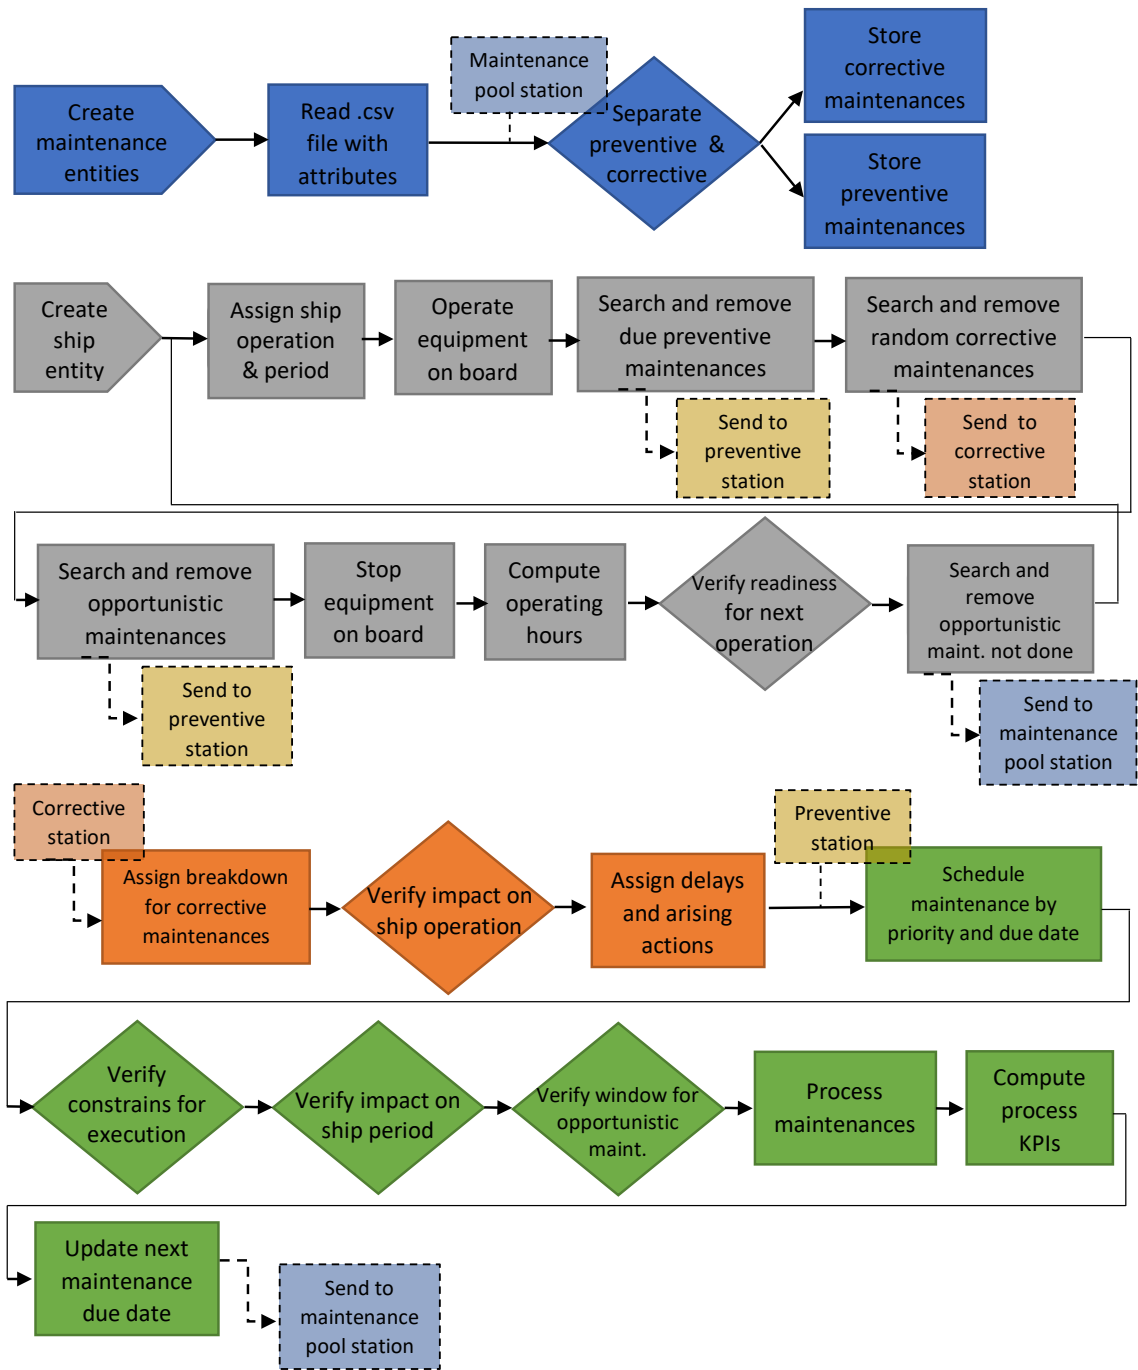 Create
maintenance
entities
Read .csv
file with
attributes
Maintenance
pool station
Separate
preventive &
corrective
Store
corrective
maintenances
Store
preventive
maintenances
Create
ship
entity
Assign ship
operation
& period
Operate
equipment
on board
Search and remove
due preventive
maintenances
Search and remove
random corrective
maintenances
Send to
preventive
station
Send to
corrective
station
Search and remove
opportunistic
maintenances
Stop
equipment
on board
Compute
operating
hours
Verify readiness
for next
operation
Search and
remove
opportunistic
maint. not done
Send to
preventive
station
Send to
maintenance
pool station
Corrective
station
Assign breakdown
for corrective
maintenances
Verify impact on
ship operation
Assign delays
and arising
actions
Preventive
station
Schedule
maintenance by
priority and due date
Verify
constrains for
execution
Verify impact on
ship period
Verify window for
opportunistic
maint.
Process
maintenances
Compute
process
KPIs
Update next
maintenance
due date
Send to
maintenance
pool station